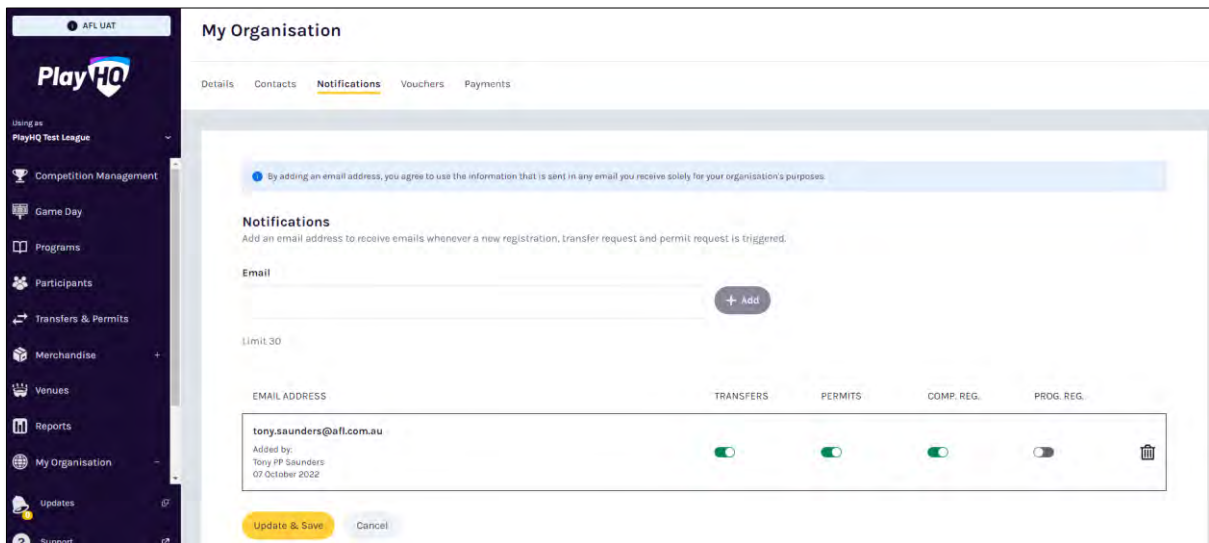 AFL UAT
PlayHQ
Using as
PlayHQ Test League
Competition Management
Game Day
Programs
Participants
Transfers & Permits
Merchandise +
Venues
Reports
My Organisation -
Updates
0
Support
My Organisation
Details Contacts Notifications Vouchers Payments
By adding an email address, you agree to use the information that is sent in any email you receive solely for your organisation's purposes.
Notifications
Add an email address to receive emails whenever a new registration, transfer request and permit request is triggered.
Email
+ Add
Limit 30
EMAIL ADDRESS TRANSFERS PERMITS COMP. REG. PROG. REG.
tony.saunders@afl.com.au
Added by:
Tony PP Saunders
07 October 2022
Update & Save Cancel